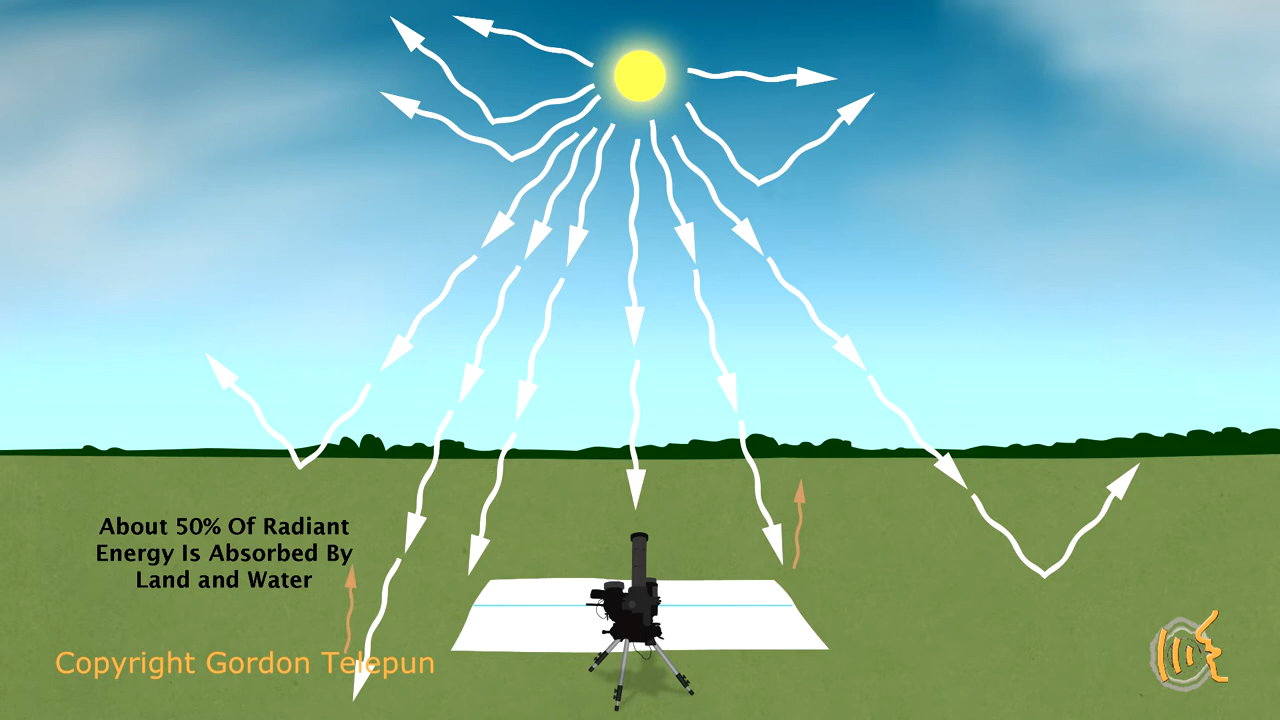 About 50% Of Radiant
Energy Is Absorbed By
Land and Water
Copyright Gordon Telepun